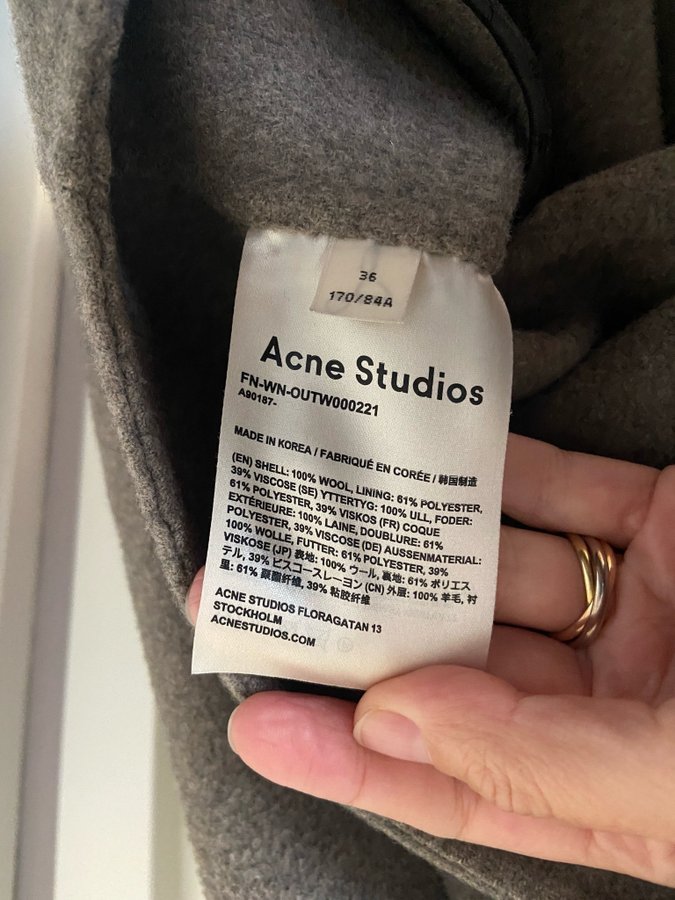 36
170/84A
Acne Studios
FN-WN-OUTW000221
A90187-
MADE IN KOREA / FABRIQUÉ EN CORÉE / 韩国制造
(EN) SHELL: 100% WOOL, LINING: 61% POLYESTER,
39% VISCOSE (SE) YTTERTYG: 100% ULL, FODER:
61% POLYESTER, 39% VISKOS (FR) COQUE
EXTÉRIEURE: 100% LAINE, DOUBLURE: 61%
POLYESTER, 39% VISCOSE (DE) AUSSENMATERIAL:
100% WOLLE, FUTTER: 61% POLYESTER, 39%
VISKOSE (JP) 表地: 100% ウール, 裏地: 61% ポリエス
テル, 39% ビスコースレーヨン (CN) 外层: 100% 羊毛, 衬
里: 61% 聚酯纤维, 39% 粘胶纤维
ACNE STUDIOS FLORAGATAN 13
STOCKHOLM
ACNESTUDIOS.COM